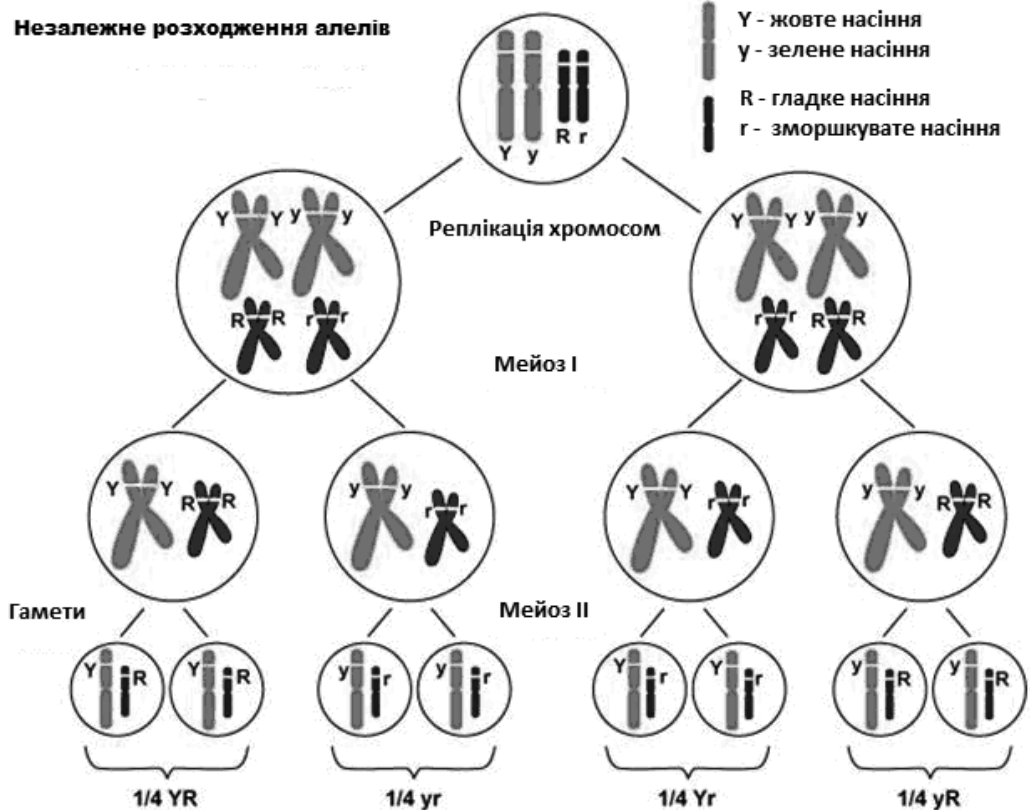 Незалежне розходження алелів
Y - жовте насіння
y - зелене насіння
R - гладке насіння
r - зморшкувате насіння
Y y R r
Реплікація хромосом
Y Y y y
R R r r
Y Y y y
r r R R
Мейоз I
Y Y R R
y y r r
Y Y r r
y y R R
Гамети
Мейоз II
Y R
Y R
y r
y r
Y r
Y r
y R
y R
1/4 YR
1/4 yr
1/4 Yr
1/4 yR